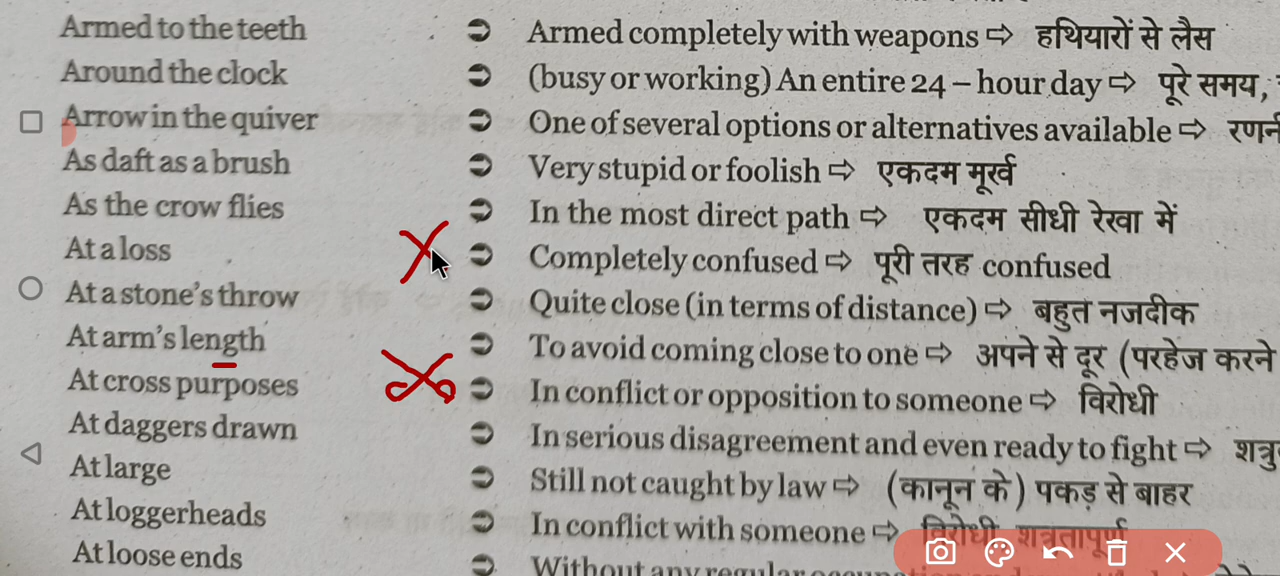 Armed to the teeth ➲ Armed completely with weapons ⇨ हथियारों से लैस
Around the clock ➲ (busy or working) An entire 24 – hour day ⇨ पूरे समय,
Arrow in the quiver ➲ One of several options or alternatives available ⇨
As daft as a brush ➲ Very stupid or foolish ⇨ एकदम मूर्ख
As the crow flies ➲ In the most direct path ⇨ एकदम सीधी रेखा में
At a loss ➲ Completely confused ⇨ पूरी तरह confused
At a stone's throw ➲ Quite close (in terms of distance) ⇨ बहुत नजदीक
At arm's length ➲ To avoid coming close to one ⇨ अपने से दूर (परहेज करने
At cross purposes ➲ In conflict or opposition to someone ⇨ विरोधी
At daggers drawn ➲ In serious disagreement and even ready to fight ⇨
At large ➲ Still not caught by law ⇨ (कानून के) पकड़ से बाहर
At loggerheads ➲ In conflict with someone ⇨ विरोधी शत्रुतापूर्ण
At loose ends ➲ Without any regular